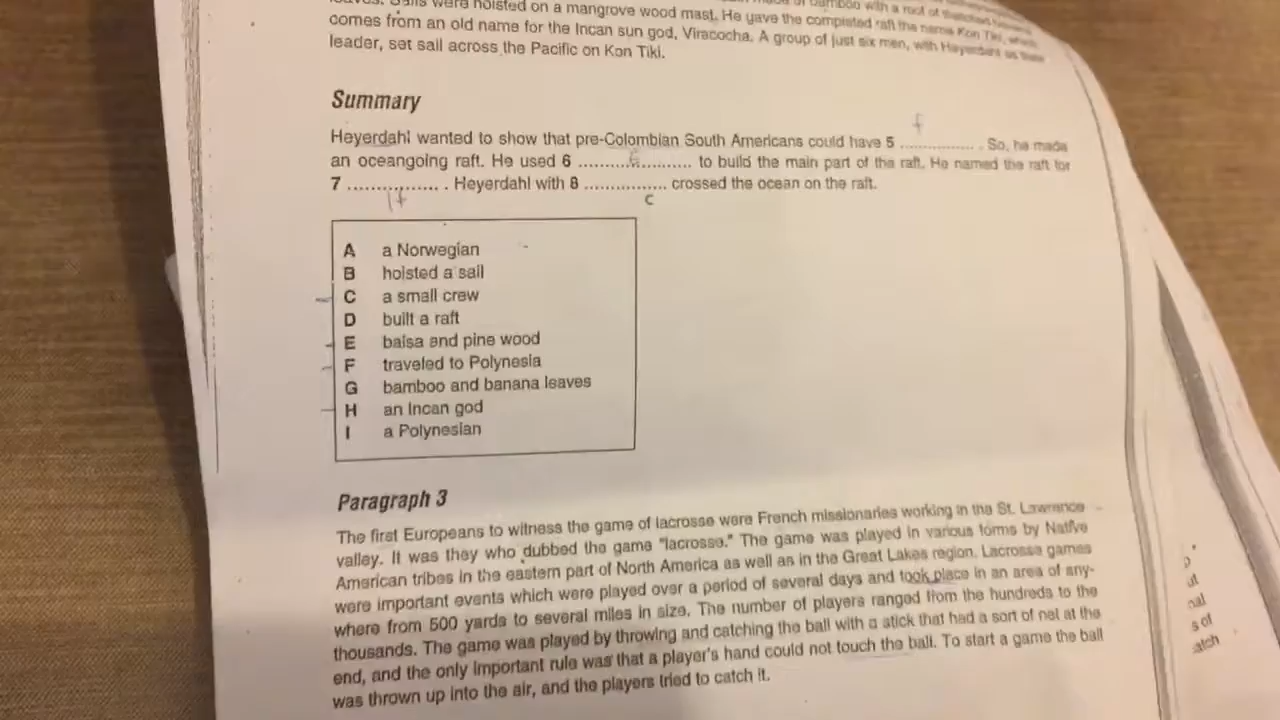 bamboo with a roof of
Sails were hoisted on a mangrove wood mast. He gave the completed raft the name Kon Tiki, which
comes from an old name for the Incan sun god, Viracocha. A group of just six men, with Heyerdahl as their
leader, set sail across the Pacific on Kon Tiki.
Summary
f
Heyerdahl wanted to show that pre-Colombian South Americans could have 5 ................ . So, he made
an oceangoing raft. He used 6 ........................ to build the main part of the raft. He named the raft for
7 ................... . Heyerdahl with 8 ................. crossed the ocean on the raft.
H
c
A a Norwegian
B hoisted a sail
C a small crew
D built a raft
E balsa and pine wood
F traveled to Polynesia
G bamboo and banana leaves
H an Incan god
I a Polynesian
Paragraph 3
The first Europeans to witness the game of lacrosse were French missionaries working in the St. Lawrence
valley. It was they who dubbed the game "lacrosse." The game was played in various forms by Native
American tribes in the eastern part of North America as well as in the Great Lakes region. Lacrosse games
were important events which were played over a period of several days and took place in an area of any-
where from 500 yards to several miles in size. The number of players ranged from the hundreds to the
thousands. The game was played by throwing and catching the ball with a stick that had a sort of net at the
end, and the only important rule was that a player's hand could not touch the ball. To start a game the ball
was thrown up into the air, and the players tried to catch it.
s of